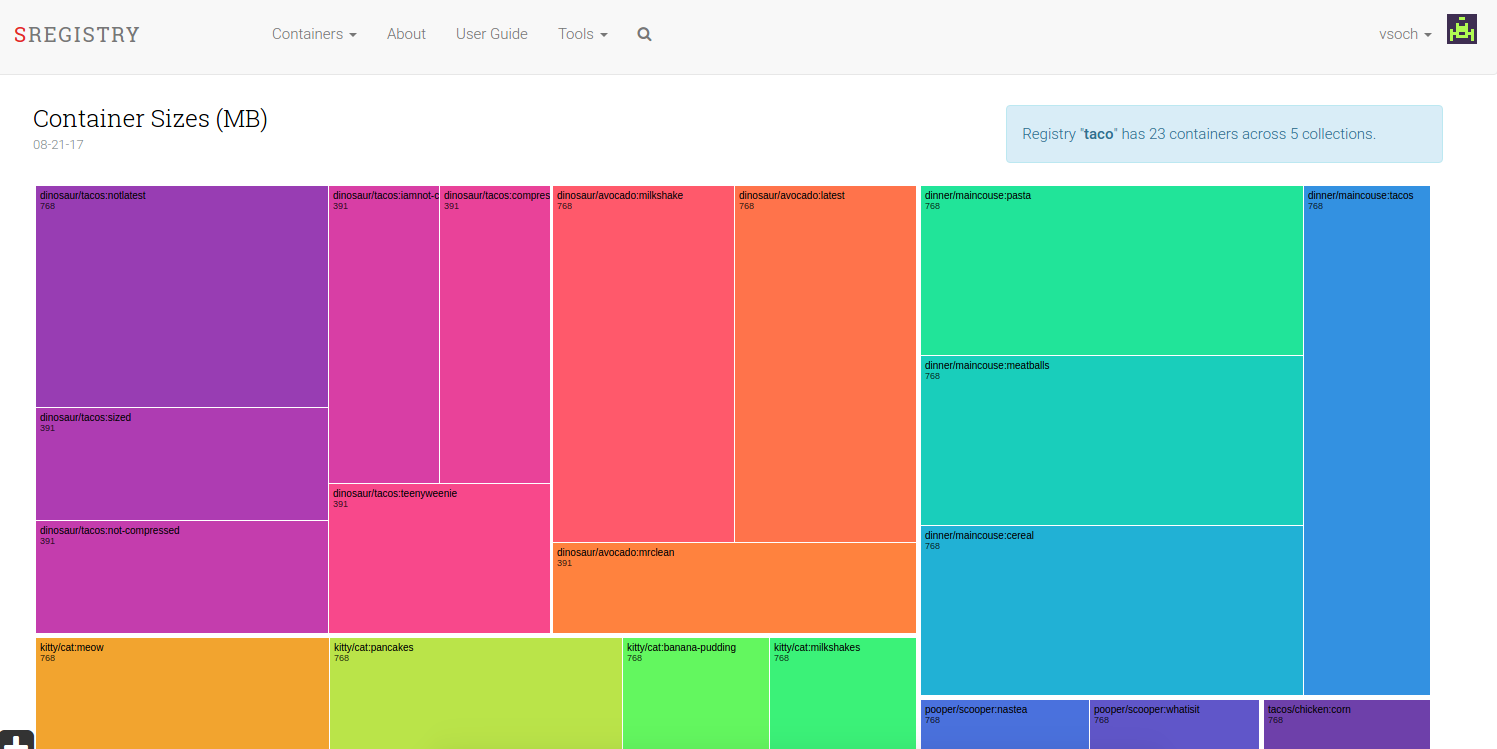 SREGISTRY
Containers
About
User Guide
Tools
vsoch
Container Sizes (MB)
08-21-17
Registry "taco" has 23 containers across 5 collections.
dinosaur/tacos:notlatest
768
dinosaur/tacos:iamnot-c
391
dinosaur/tacos:compres
391
dinosaur/avocado:milkshake
768
dinosaur/avocado:latest
768
dinner/maincouse:pasta
768
dinner/maincouse:tacos
768
dinner/maincouse:meatballs
768
dinosaur/tacos:sized
391
dinosaur/tacos:teenyweenie
391
dinosaur/tacos:not-compressed
391
dinner/maincouse:cereal
768
dinosaur/avocado:mrclean
391
kitty/cat:meow
768
kitty/cat:pancakes
768
kitty/cat:banana-pudding
768
kitty/cat:milkshakes
768
pooper/scooper:nastea
768
pooper/scooper:whatisit
768
tacos/chicken:corn
768